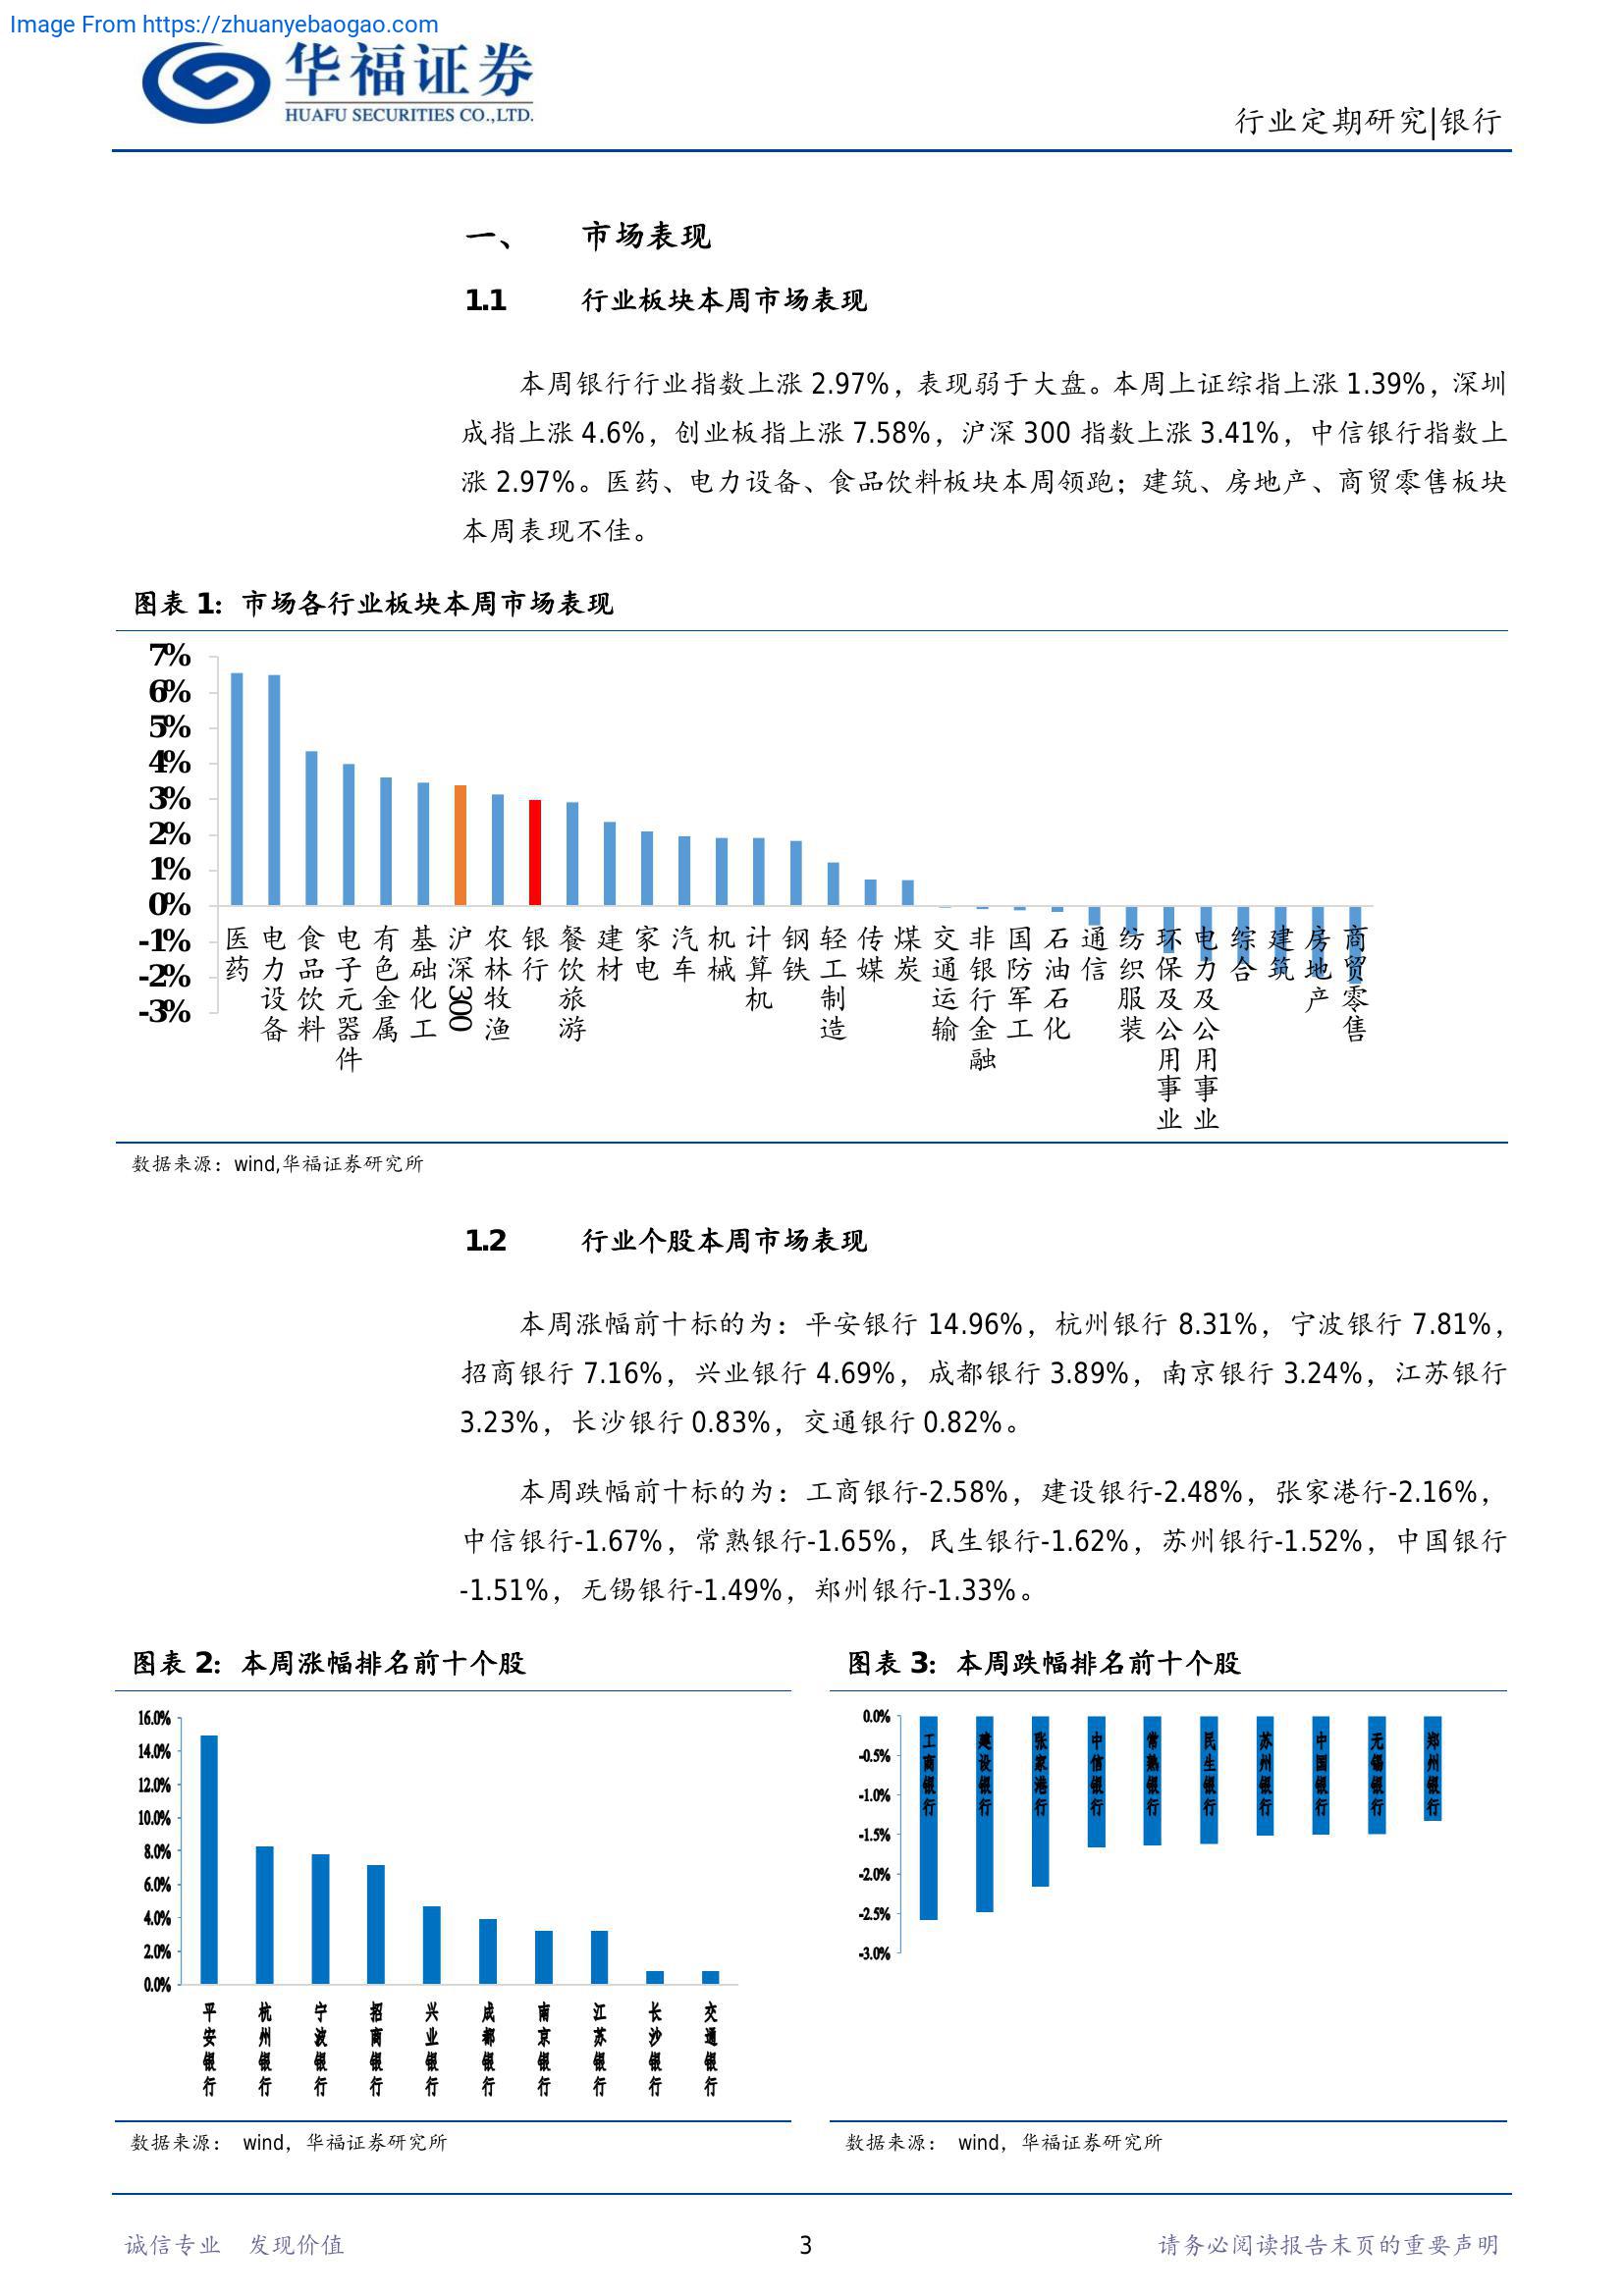 Image From https://zhuanyebaogao.com
华福证券
HUAFU SECURITIES CO.,LTD.
行业定期研究|银行
一、 市场表现
1.1 行业板块本周市场表现
本周银行行业指数上涨 2.97%，表现弱于大盘。本周上证综指上涨 1.39%，深圳
成指上涨 4.6%，创业板指上涨 7.58%，沪深 300 指数上涨 3.41%，中信银行指数上
涨 2.97%。医药、电力设备、食品饮料板块本周领跑；建筑、房地产、商贸零售板块
本周表现不佳。
图表 1：市场各行业板块本周市场表现
7%
6%
5%
4%
3%
2%
1%
0%
-1%
-2%
-3%
医药
电力设备
食品饮料
电子元器件
有色金属
基础化工
沪深300
农林牧渔
银行
餐饮旅游
建材
家电
汽车
机械
计算机
钢铁
轻工制造
传媒
煤炭
交通运输
非银行金融
国防军工
石油石化
通信
纺织服装
环保及公用事业
电力及公用事业
综合
建筑
房地产
商贸零售
数据来源：wind,华福证券研究所
1.2 行业个股本周市场表现
本周涨幅前十标的为：平安银行 14.96%，杭州银行 8.31%，宁波银行 7.81%，
招商银行 7.16%，兴业银行 4.69%，成都银行 3.89%，南京银行 3.24%，江苏银行
3.23%，长沙银行 0.83%，交通银行 0.82%。
本周跌幅前十标的为：工商银行-2.58%，建设银行-2.48%，张家港行-2.16%，
中信银行-1.67%，常熟银行-1.65%，民生银行-1.62%，苏州银行-1.52%，中国银行
-1.51%，无锡银行-1.49%，郑州银行-1.33%。
图表 2：本周涨幅排名前十个股
16.0%
14.0%
12.0%
10.0%
8.0%
6.0%
4.0%
2.0%
0.0%
平安银行
杭州银行
宁波银行
招商银行
兴业银行
成都银行
南京银行
江苏银行
长沙银行
交通银行
数据来源： wind，华福证券研究所
图表 3：本周跌幅排名前十个股
0.0%
-0.5%
-1.0%
-1.5%
-2.0%
-2.5%
-3.0%
工商银行
建设银行
张家港行
中信银行
常熟银行
民生银行
苏州银行
中国银行
无锡银行
郑州银行
数据来源： wind，华福证券研究所
诚信专业 发现价值
3
请务必阅读报告末页的重要声明